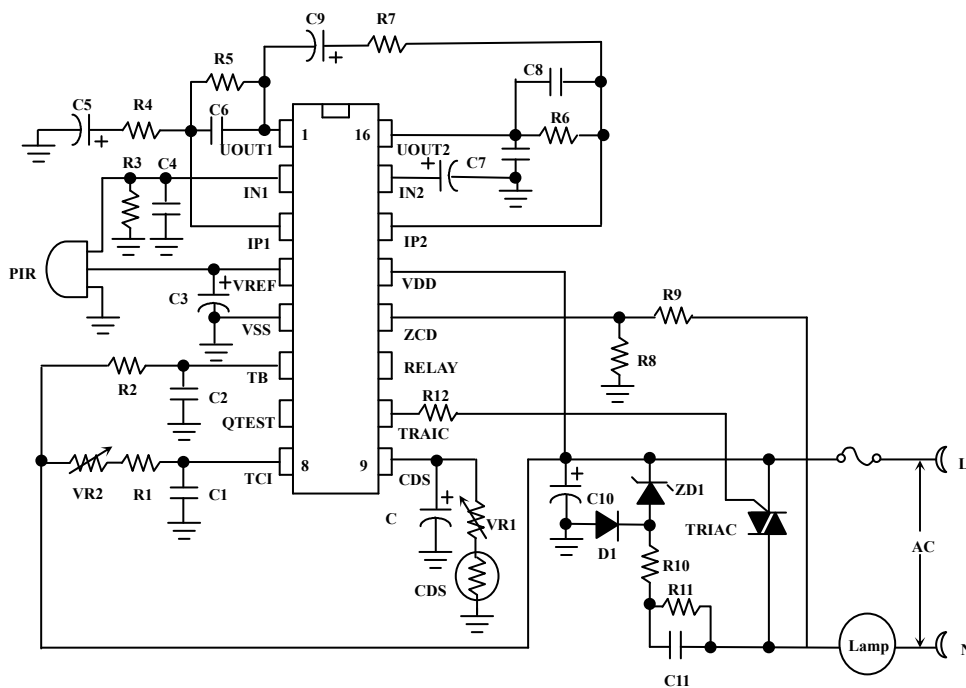 C9
R7
R5
C8
C5
R4
C6
R6
1
16
UOUT1
UOUT2
R3
C4
C7
+
+
+
IN1
IN2
IP1
IP2
PIR
+
VREF
VDD
C3
R9
VSS
ZCD
R8
R2
TB
RELAY
C2
R12
QTEST
TRAIC
8
9
TCI
CDS
L
VR2
R1
C1
+
C
VR1
+
C10
ZD1
TRIAC
D1
AC
CDS
R10
R11
Lamp
N
C11